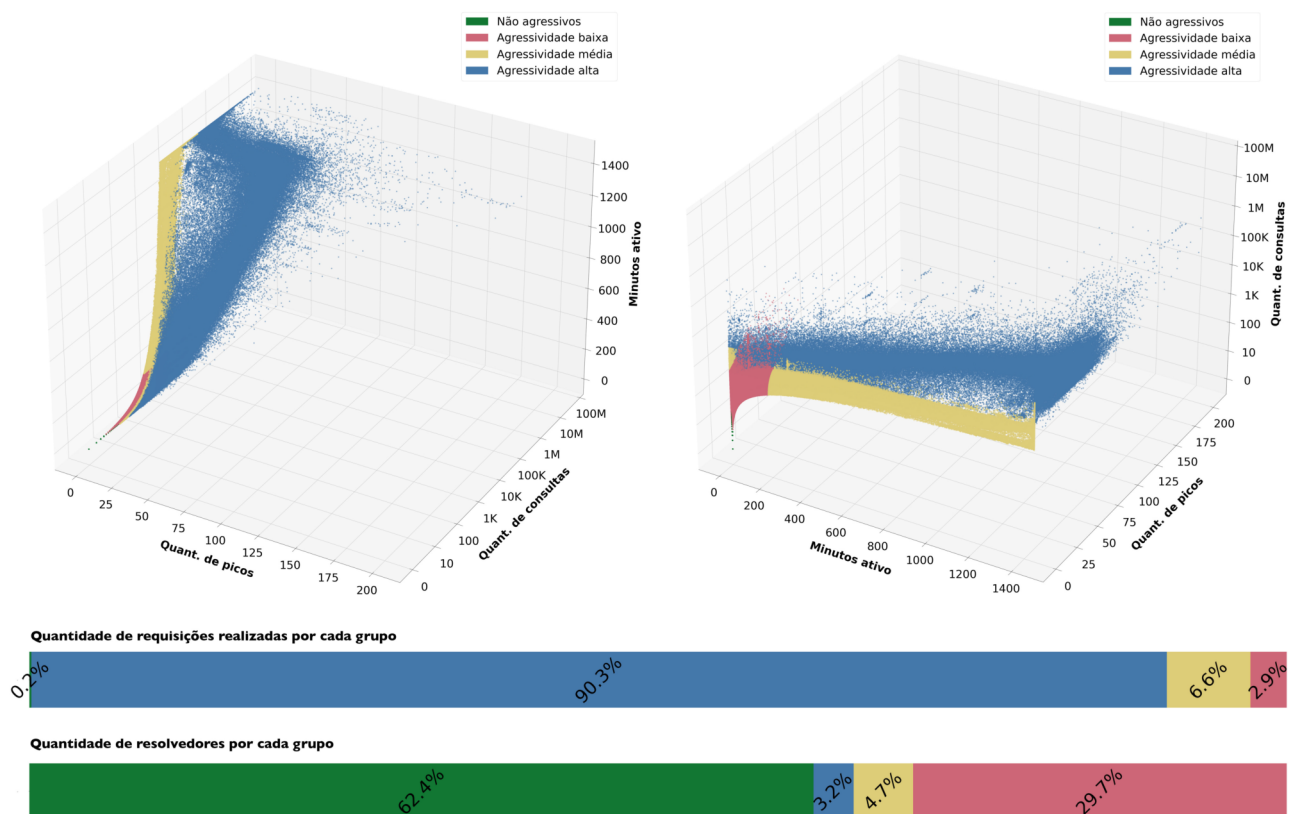 Não agressivos
Agressividade baixa
Agressividade média
Agressividade alta
1400
1200
1000
800
600
400
200
0
Minutos ativo
100M
10M
1M
100K
10K
1K
100
10
0
Quant. de consultas
0
25
50
75
100
125
150
175
200
Quant. de picos
Não agressivos
Agressividade baixa
Agressividade média
Agressividade alta
100M
10M
1M
100K
10K
1K
100
10
0
Quant. de consultas
200
175
150
125
100
75
50
25
0
Quant. de picos
0
200
400
600
800
1000
1200
1400
Minutos ativo
Quantidade de requisições realizadas por cada grupo
0.2% 90.3% 6.6% 2.9%
Quantidade de resolvedores por cada grupo
62.4% 3.2% 4.7% 29.7%